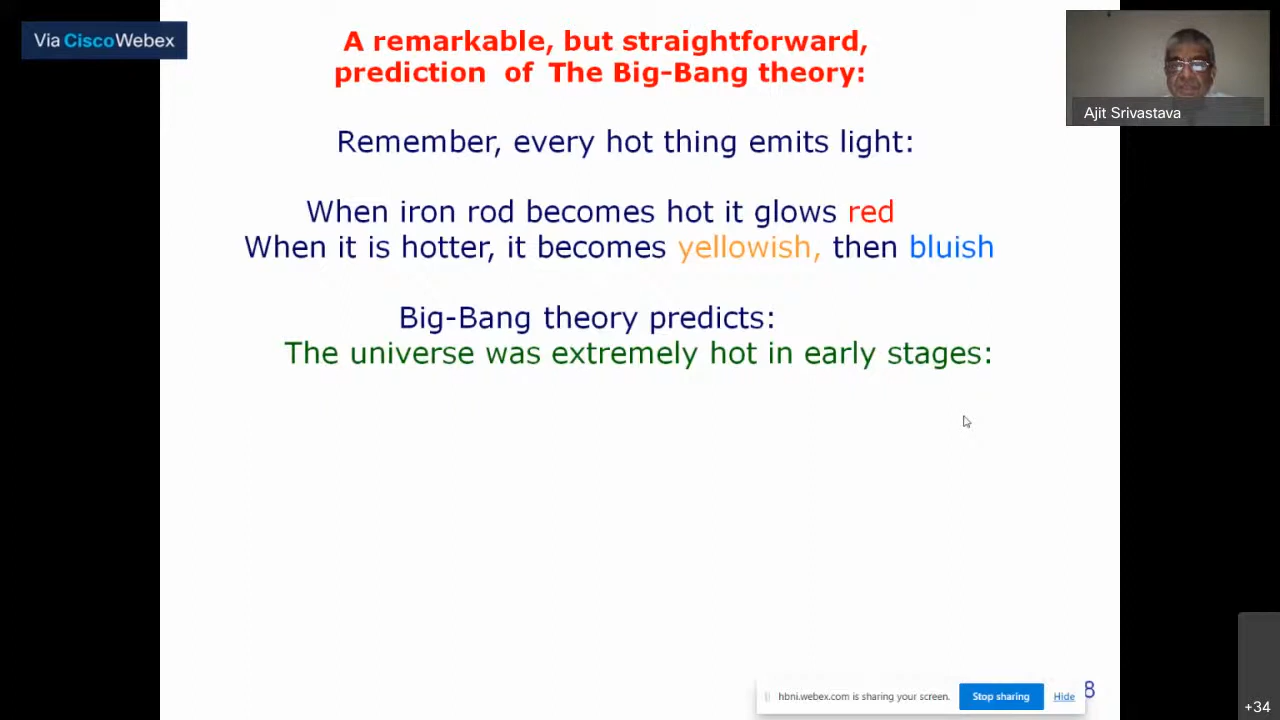 Via Cisco Webex
A remarkable, but straightforward,
prediction of The Big-Bang theory:
Ajit Srivastava
Remember, every hot thing emits light:
When iron rod becomes hot it glows red
When it is hotter, it becomes yellowish, then bluish
Big-Bang theory predicts:
The universe was extremely hot in early stages:
hbni.webex.com is sharing your screen. Stop sharing Hide
8
+34